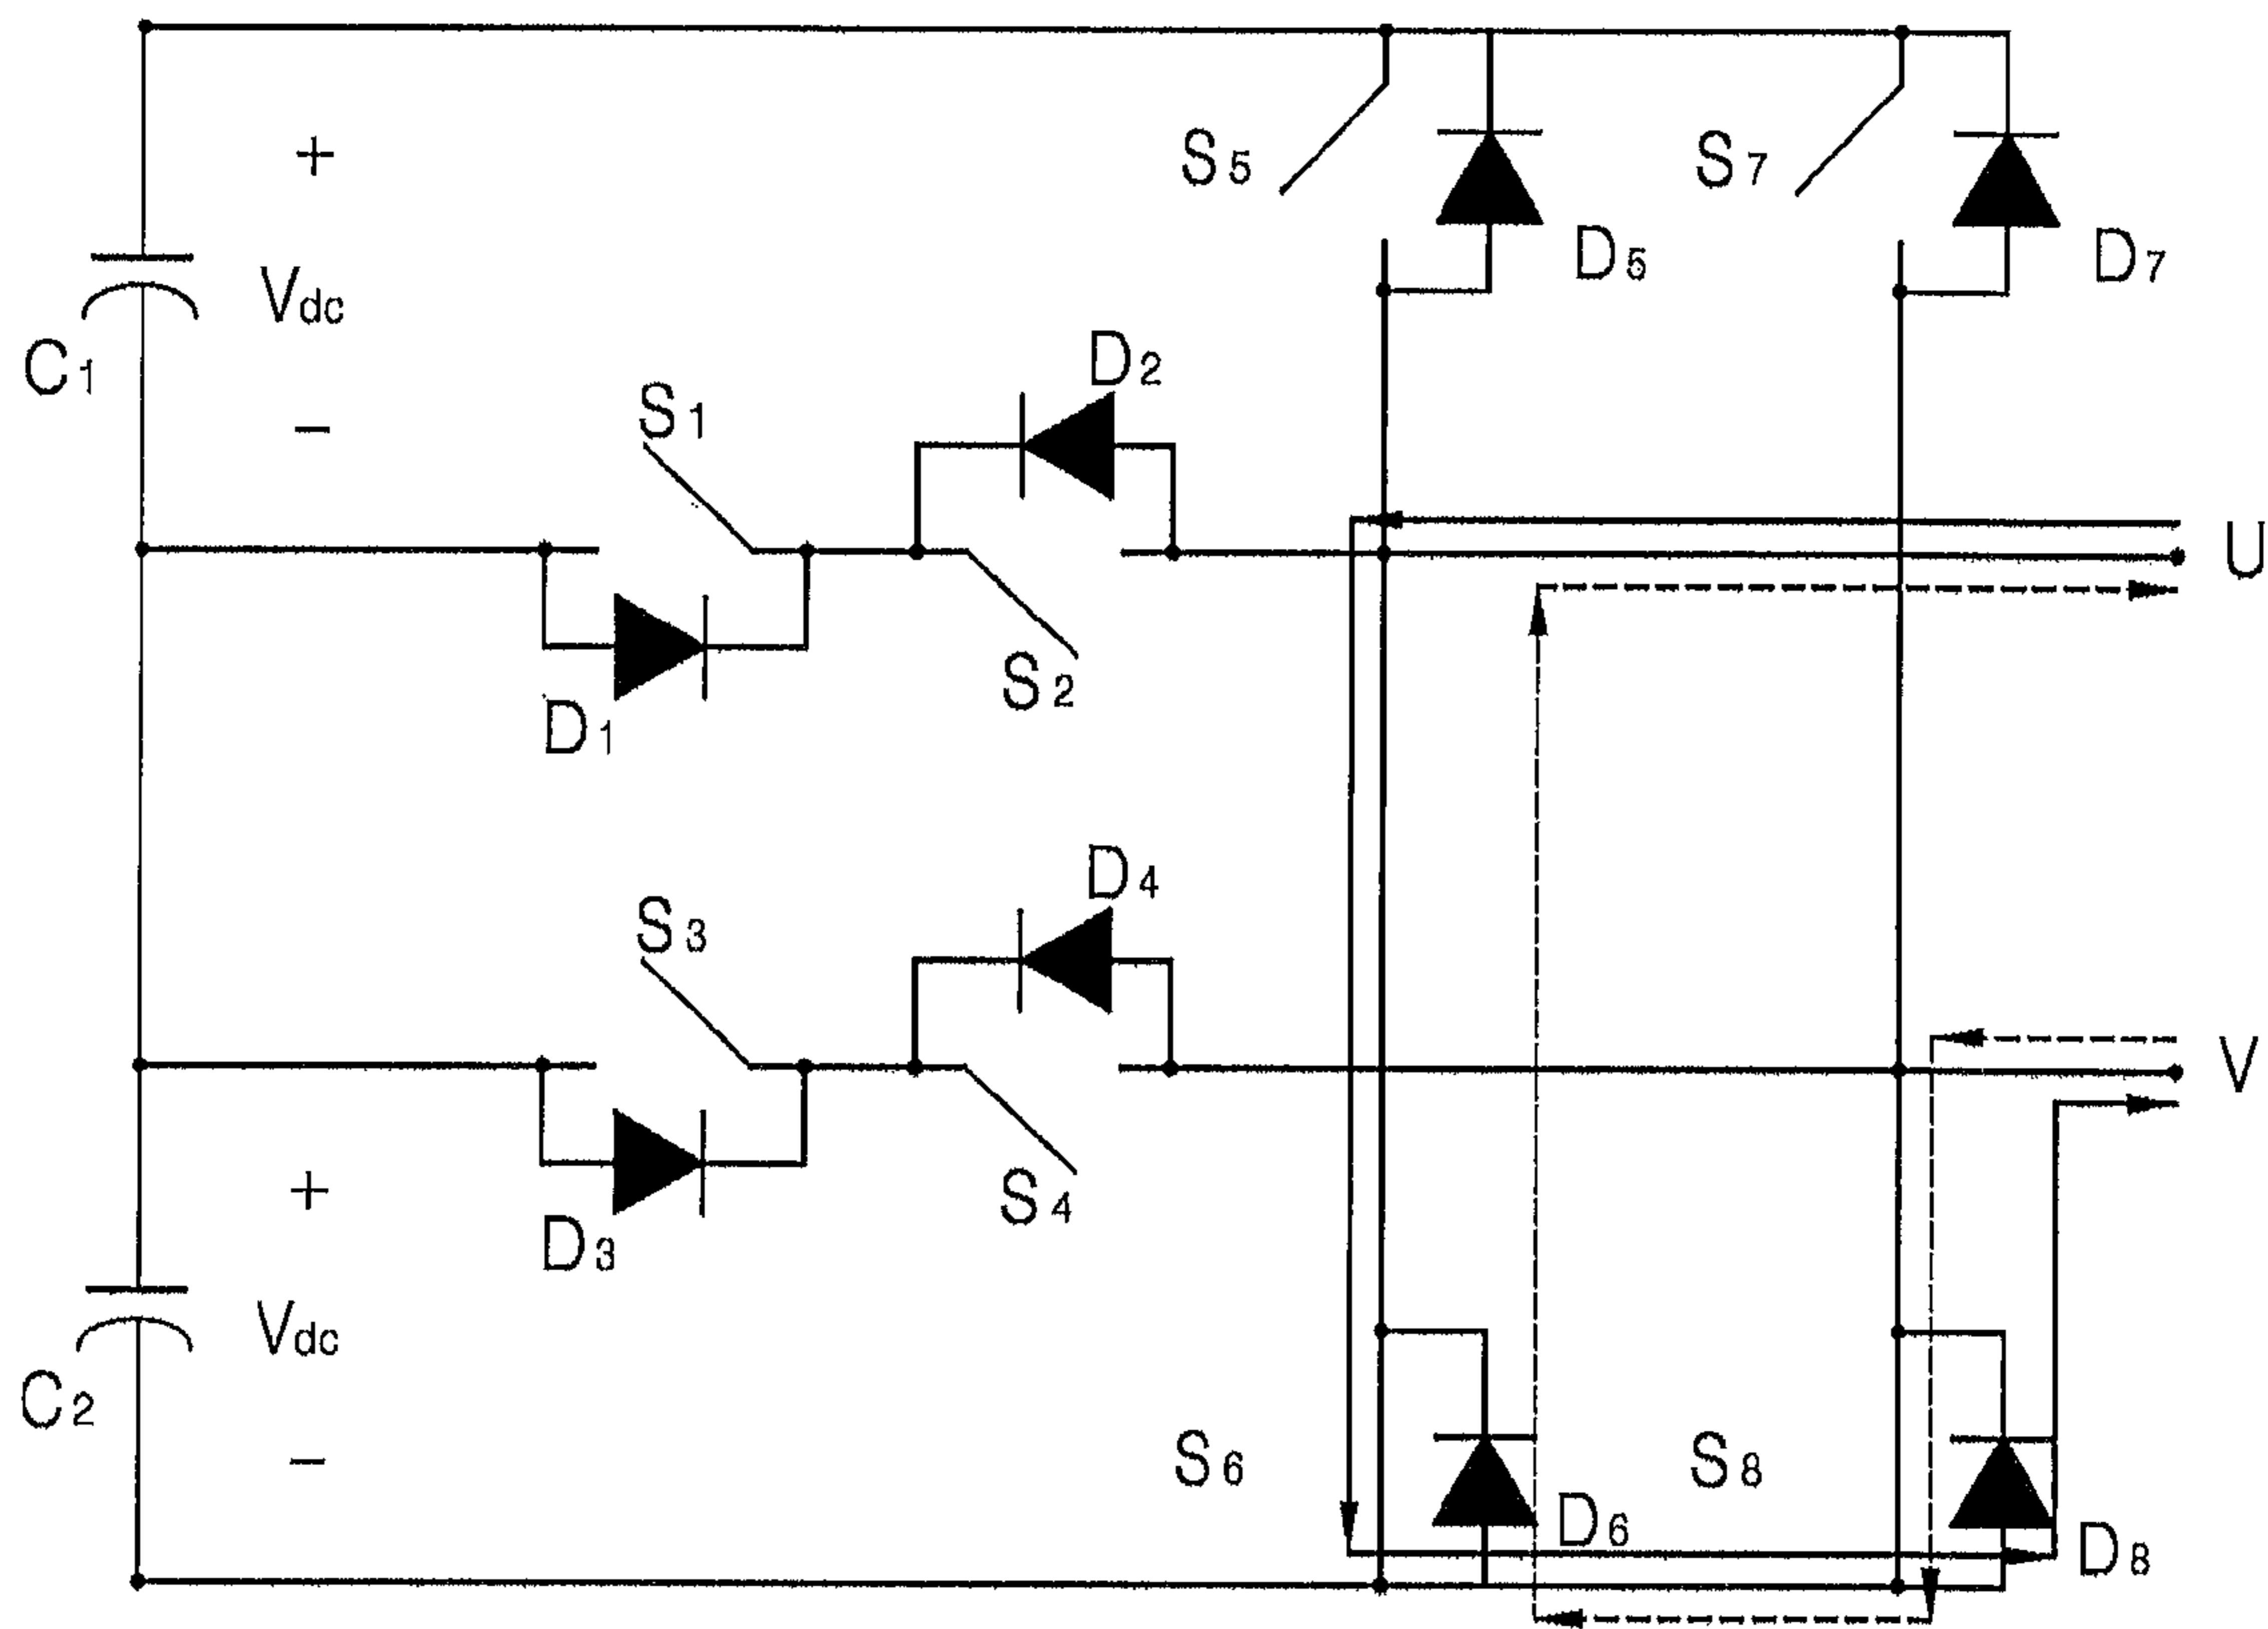 S5
S7
+
D5
D7
Vdc
C1
D2
S1
−
U
S2
D1
D4
S3
V
+
S4
D3
Vdc
C2
S6
S8
−
D6
D8